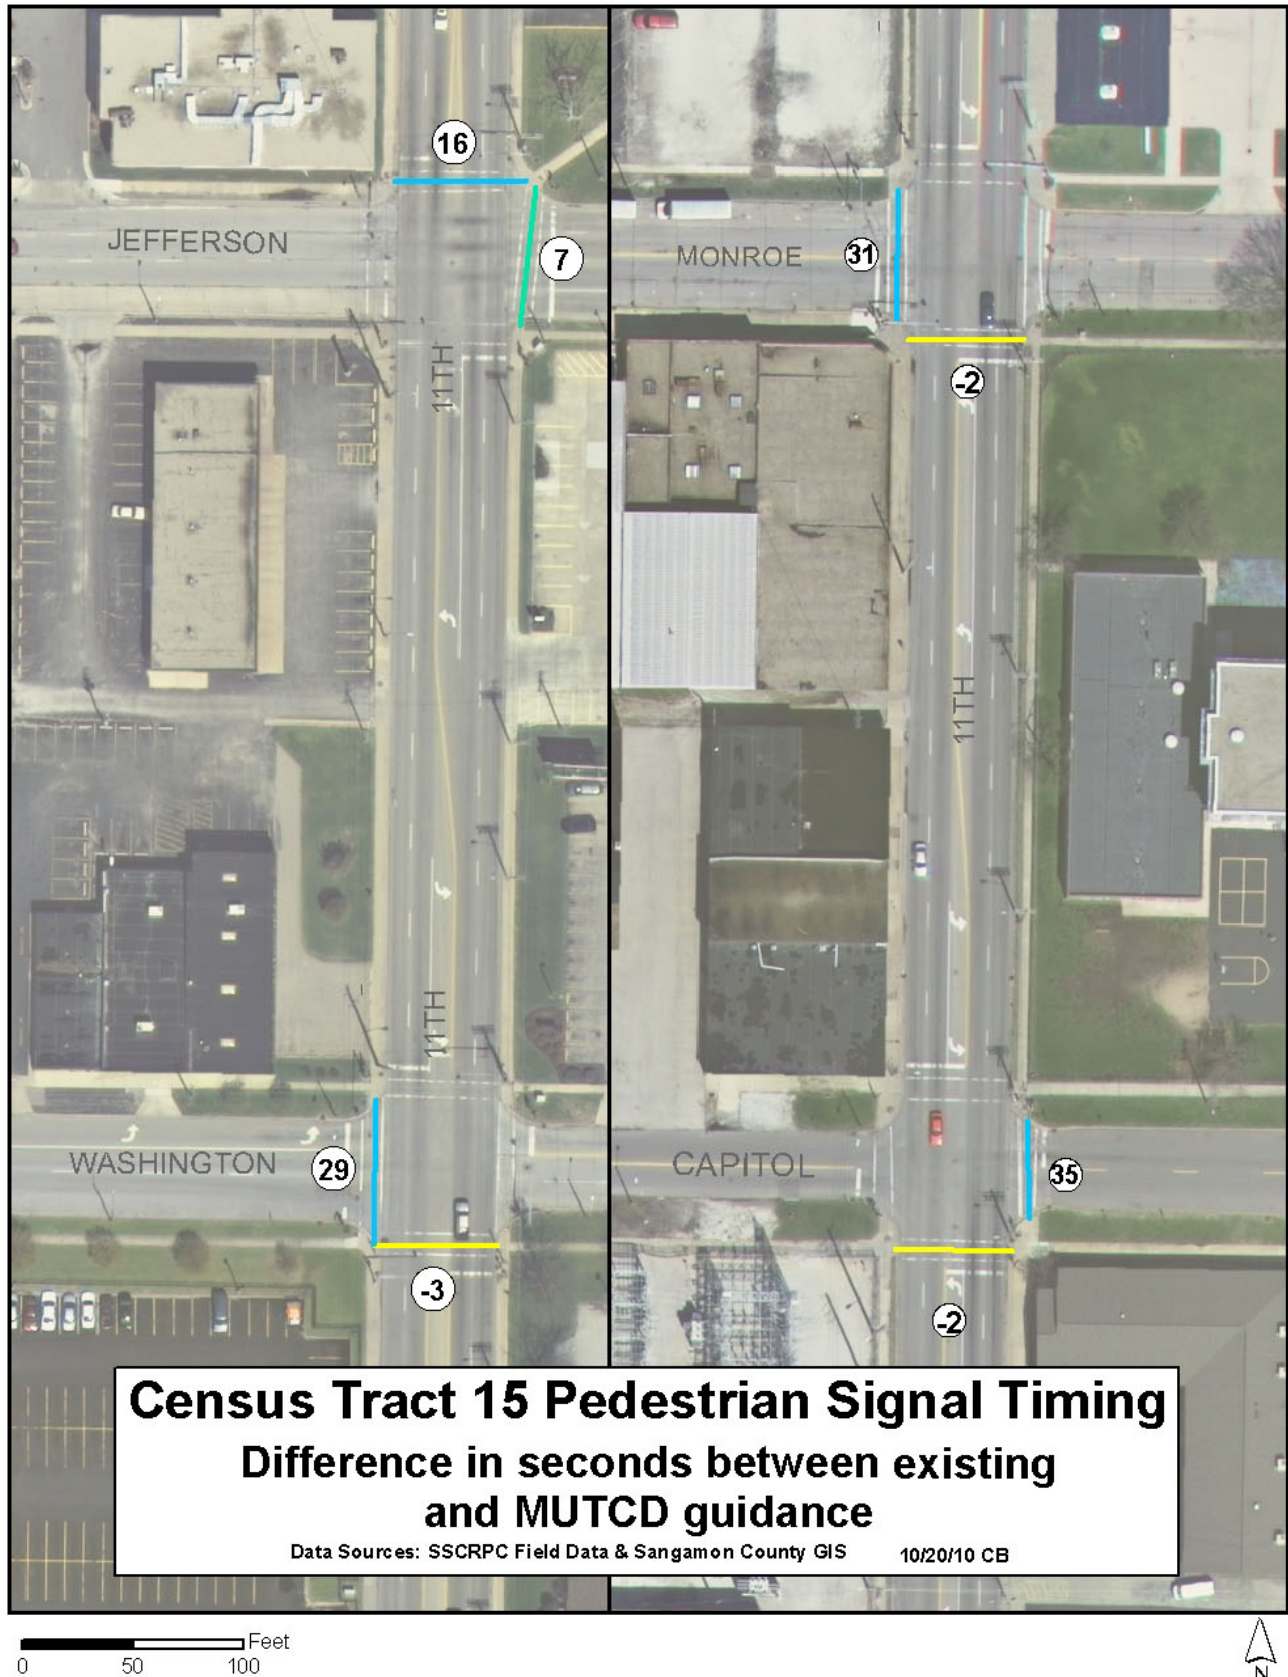 16
JEFFERSON
7
11TH
11TH
WASHINGTON
29
-3
MONROE
31
-2
11TH
CAPITOL
35
-2
Census Tract 15 Pedestrian Signal Timing
Difference in seconds between existing
and MUTCD guidance
Data Sources: SSCRPC Field Data & Sangamon County GIS 10/20/10 CB
Feet
0 50 100
N